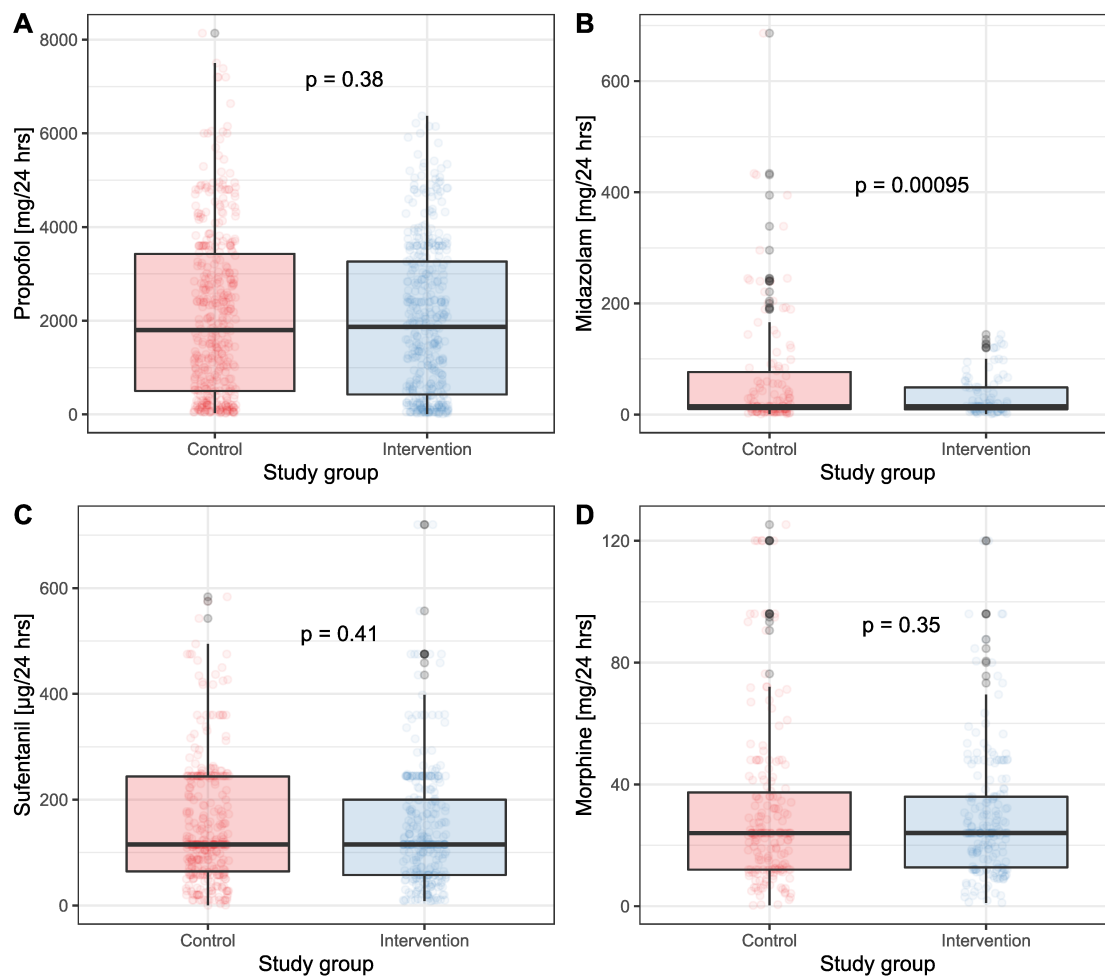 A
Propofol [mg/24 hrs]
8000
6000
4000
2000
0
p = 0.38
Control
Intervention
Study group
B
Midazolam [mg/24 hrs]
600
400
200
0
p = 0.00095
Control
Intervention
Study group
C
Sufentanil [µg/24 hrs]
600
400
200
0
p = 0.41
Control
Intervention
Study group
D
Morphine [mg/24 hrs]
120
80
40
0
p = 0.35
Control
Intervention
Study group